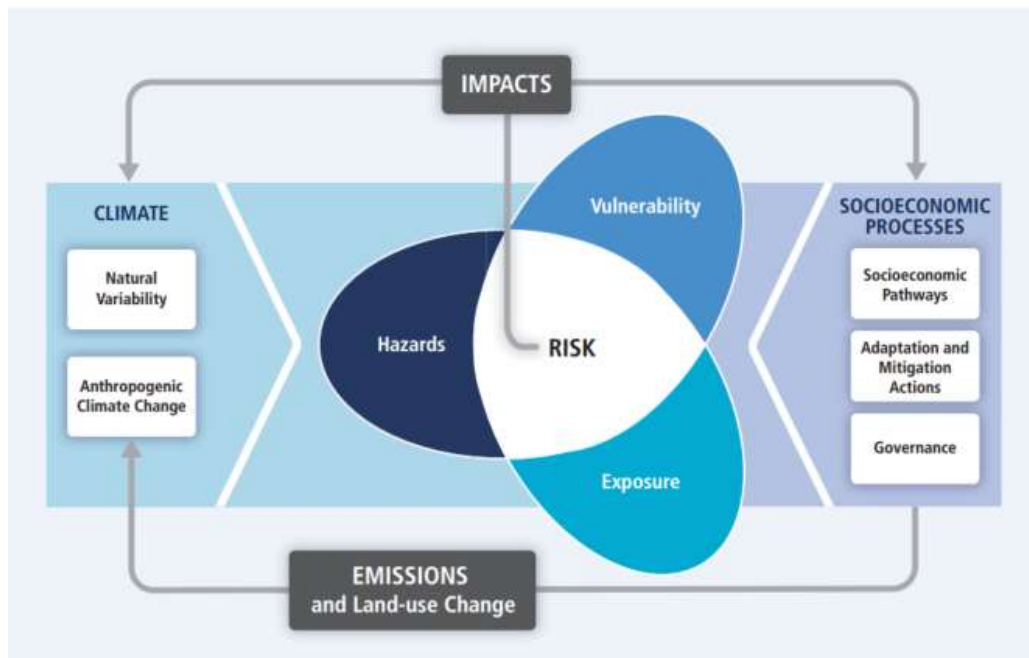 IMPACTS
CLIMATE
Natural
Variability
Anthropogenic
Climate Change
Vulnerability
Hazards
RISK
Exposure
SOCIOECONOMIC
PROCESSES
Socioeconomic
Pathways
Adaptation and
Mitigation
Actions
Governance
EMISSIONS
and Land-use Change